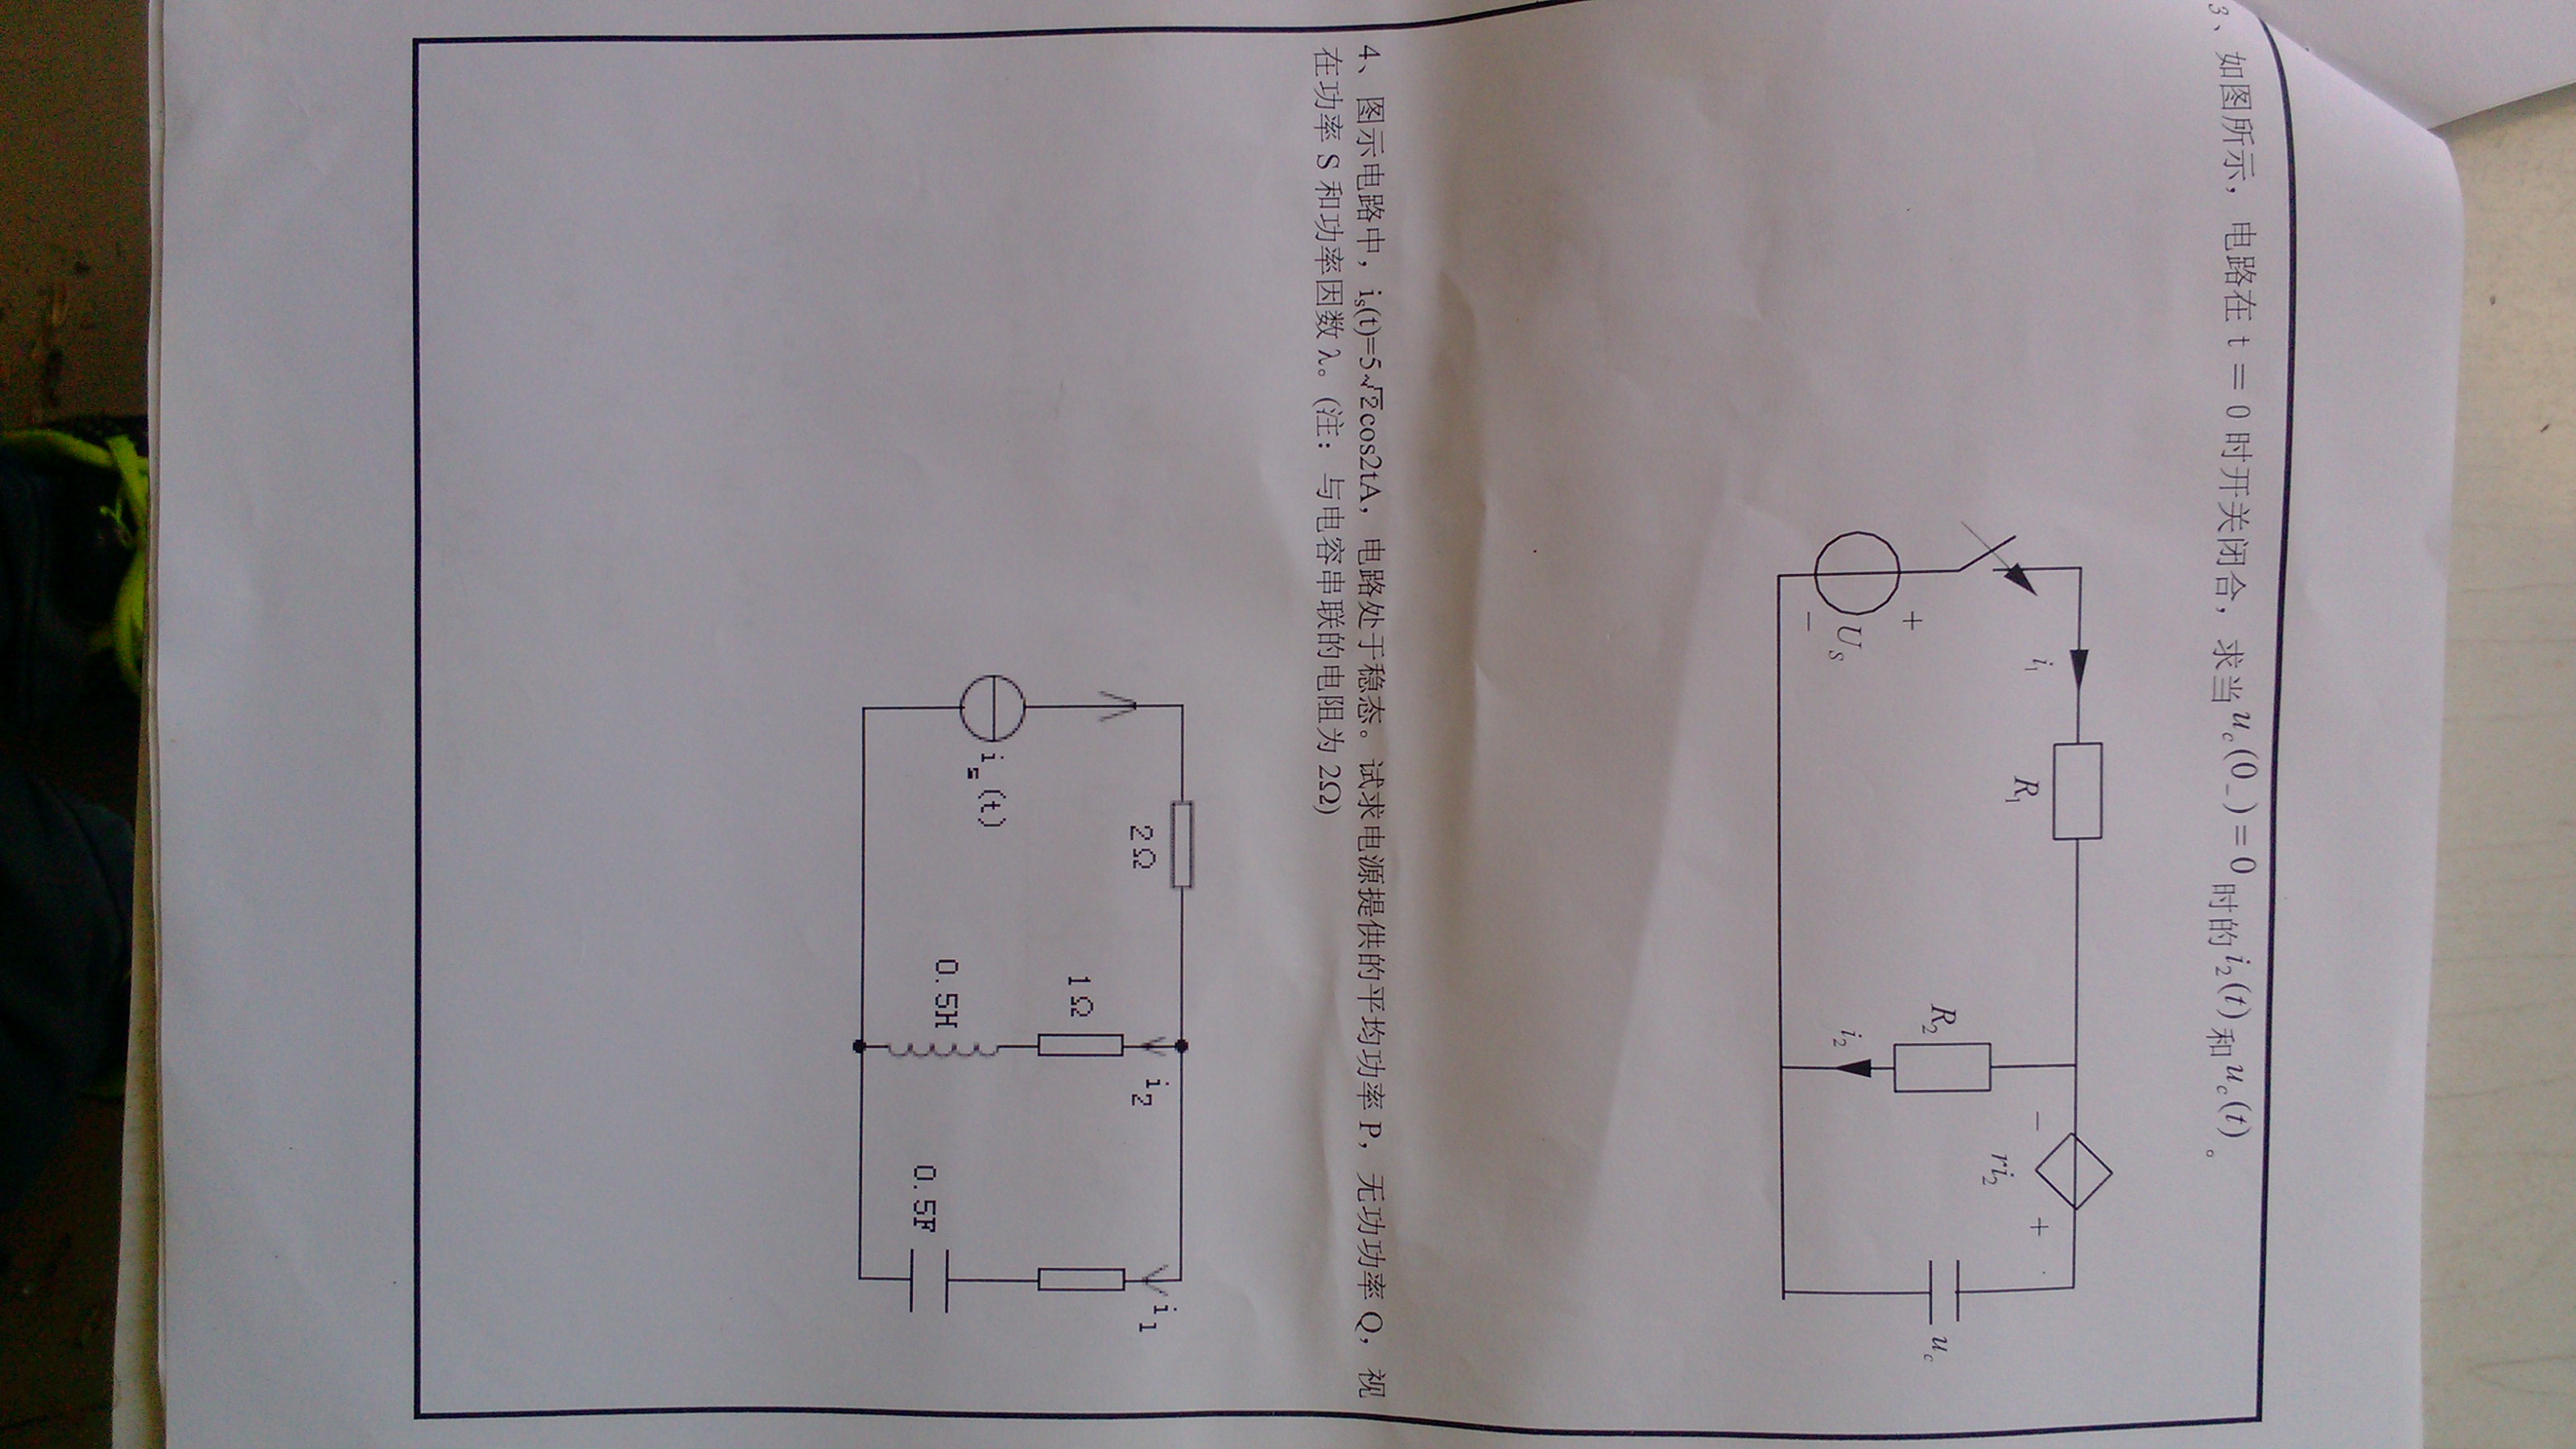 3、如图所示，电路在 t = 0 时开关闭合，求当 u_c(0_-) = 0 时的 i_2(t) 和 u_c(t) 。
i_1
R_1
− +
ri_2
R_2
u_c
+
U_S
−
i_2
4、图示电路中，i_s(t)=5√2cos2tA，电路处于稳态。试求电源提供的平均功率 P，无功功率 Q，视
在功率 S 和功率因数 λ。(注：与电容串联的电阻为 2Ω)
2Ω
i_2
i_1
1Ω
i_s(t)
0.5H
0.5F